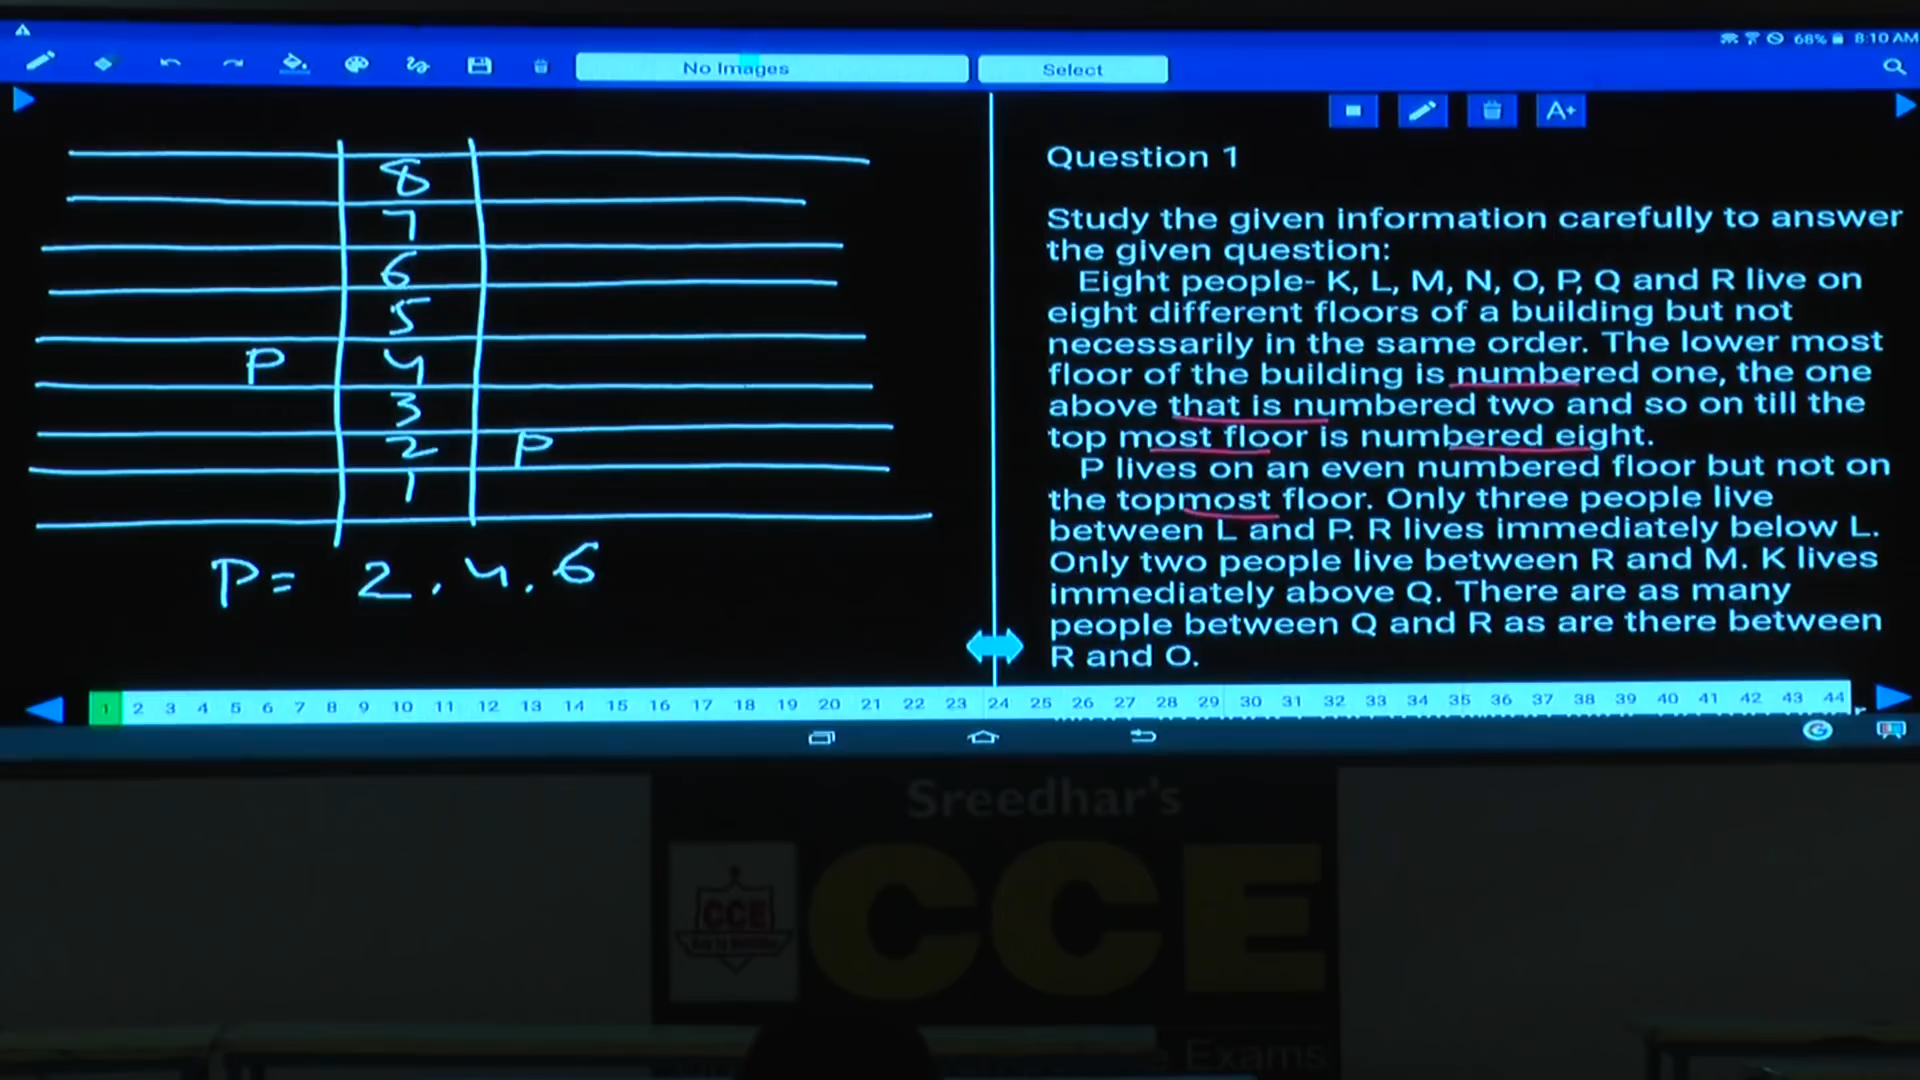 68% 8:10 AM
No Images Select
A+
8
7
6
5
P 4
3
2 P
1
P= 2, 4, 6
Question 1
Study the given information carefully to answer
the given question:
Eight people- K, L, M, N, O, P, Q and R live on
eight different floors of a building but not
necessarily in the same order. The lower most
floor of the building is numbered one, the one
above that is numbered two and so on till the
top most floor is numbered eight.
P lives on an even numbered floor but not on
the topmost floor. Only three people live
between L and P. R lives immediately below L.
Only two people live between R and M. K lives
immediately above Q. There are as many
people between Q and R as are there between
R and O.
1 2 3 4 5 6 7 8 9 10 11 12 13 14 15 16 17 18 19 20 21 22 23 24 25 26 27 28 29 30 31 32 33 34 35 36 37 38 39 40 41 42 43 44
Sreedhar's
CCE
CCE
Exams